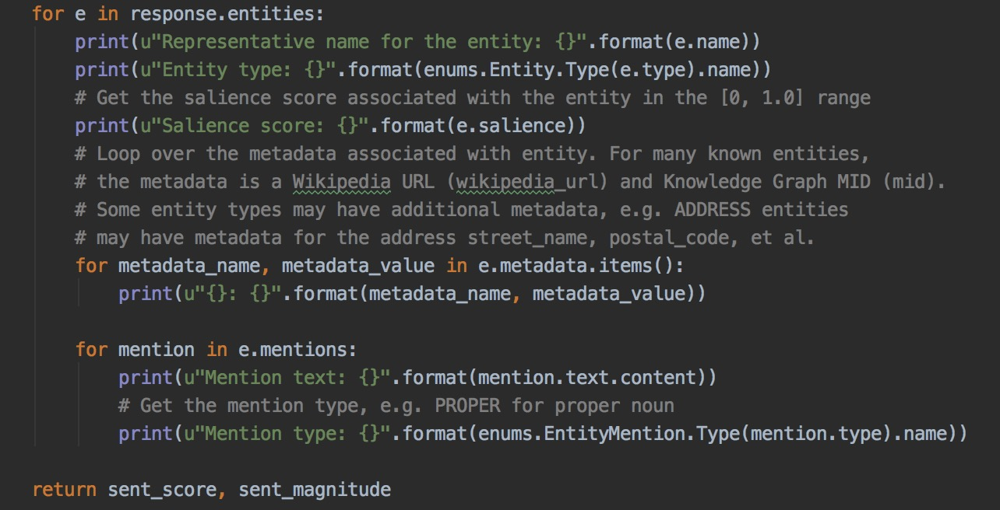 for e in response.entities:
    print(u"Representative name for the entity: {}".format(e.name))
    print(u"Entity type: {}".format(enums.Entity.Type(e.type).name))
    # Get the salience score associated with the entity in the [0, 1.0] range
    print(u"Salience score: {}".format(e.salience))
    # Loop over the metadata associated with entity. For many known entities,
    # the metadata is a Wikipedia URL (wikipedia_url) and Knowledge Graph MID (mid).
    # Some entity types may have additional metadata, e.g. ADDRESS entities
    # may have metadata for the address street_name, postal_code, et al.
    for metadata_name, metadata_value in e.metadata.items():
        print(u"{}: {}".format(metadata_name, metadata_value))

    for mention in e.mentions:
        print(u"Mention text: {}".format(mention.text.content))
        # Get the mention type, e.g. PROPER for proper noun
        print(u"Mention type: {}".format(enums.EntityMention.Type(mention.type).name))

return sent_score, sent_magnitude